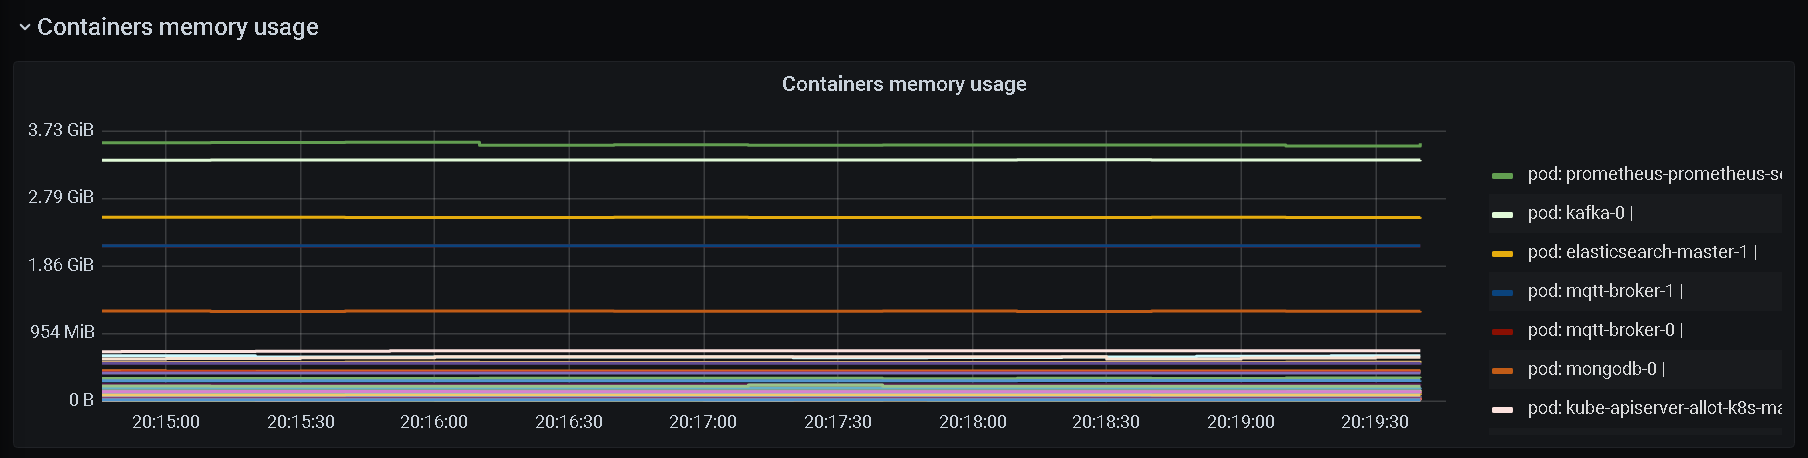 Containers memory usage
Containers memory usage
3.73 GiB
2.79 GiB
1.86 GiB
954 MiB
0 B
20:15:00 20:15:30 20:16:00 20:16:30 20:17:00 20:17:30 20:18:00 20:18:30 20:19:00 20:19:30
pod: prometheus-prometheus-se
pod: kafka-0 |
pod: elasticsearch-master-1 |
pod: mqtt-broker-1 |
pod: mqtt-broker-0 |
pod: mongodb-0 |
pod: kube-apiserver-allot-k8s-ma